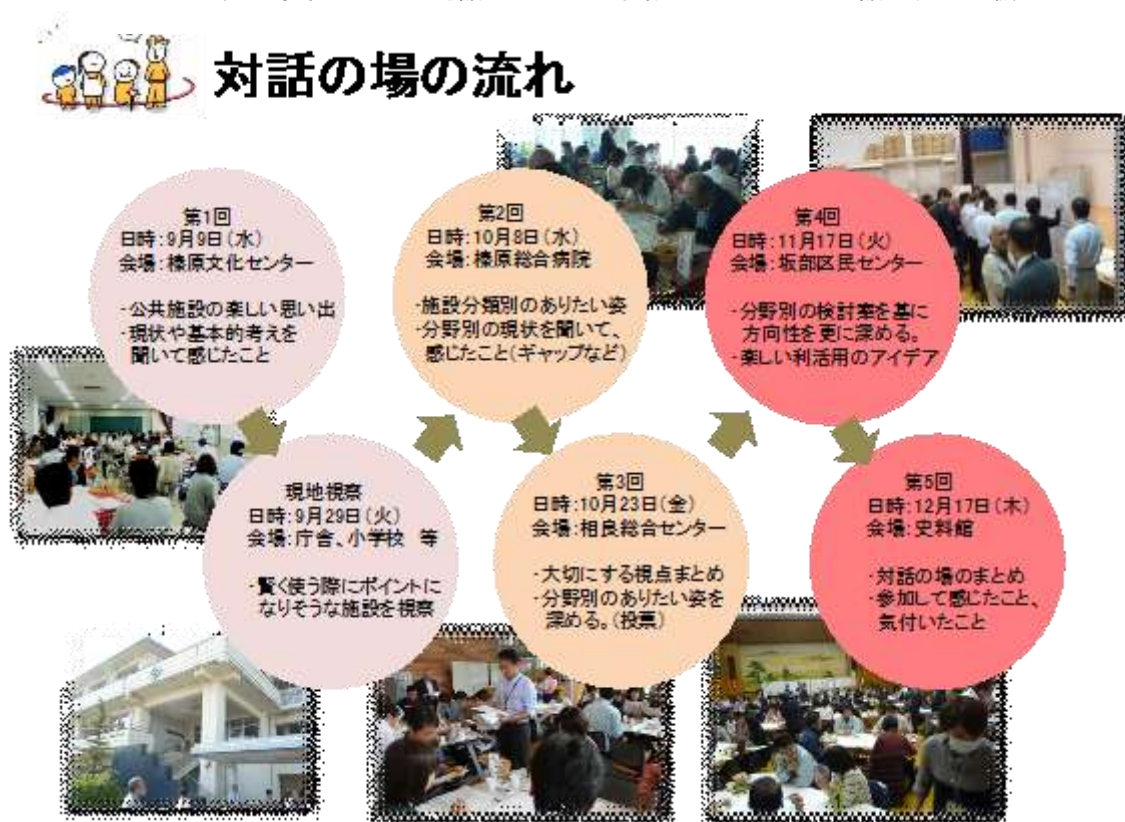 対話の場の流れ
第1回
日時:9月9日(水)
会場:榛原文化センター
・公共施設の楽しい思い出
・現状や基本的考えを
聞いて感じたこと
現地視察
日時:9月29日(火)
会場:庁舎、小学校 等
・賢く使う際にポイントに
なりそうな施設を視察
第2回
日時:10月8日(水)
会場:榛原総合病院
・施設分類別のありたい姿
・分野別の現状を聞いて、
感じたこと(ギャップなど)
第3回
日時:10月23日(金)
会場:相良総合センター
・大切にする視点まとめ
・分野別のありたい姿を
深める。(投票)
第4回
日時:11月17日(火)
会場:坂部区民センター
・分野別の検討案を基に
方向性を更に深める。
・楽しい利活用のアイデア
第5回
日時:12月17日(木)
会場:史料館
・対話の場のまとめ
・参加して感じたこと、
気付いたこと